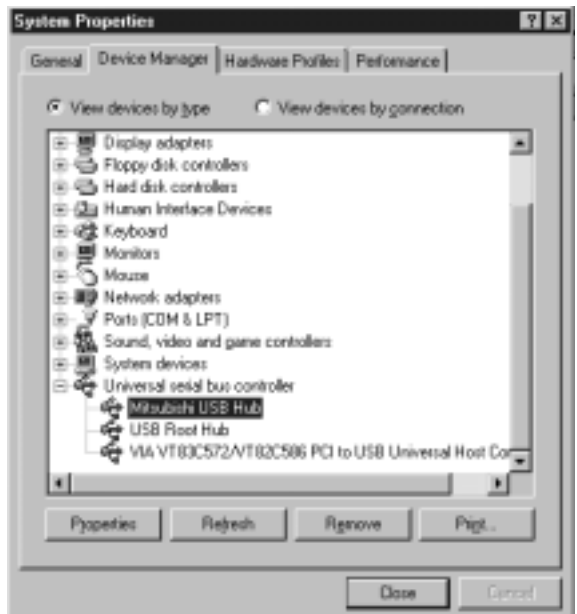 System Properties
General Device Manager Hardware Profiles Performance
View devices by type View devices by connection
Display adapters
Floppy disk controllers
Hard disk controllers
Human Interface Devices
Keyboard
Monitors
Mouse
Network adapters
Ports (COM & LPT)
Sound, video and game controllers
System devices
Universal serial bus controller
Mitsubishi USB Hub
USB Root Hub
VIA VT83C572/VT82C586 PCI to USB Universal Host Co
Properties Refresh Remove Print...
Close Cancel